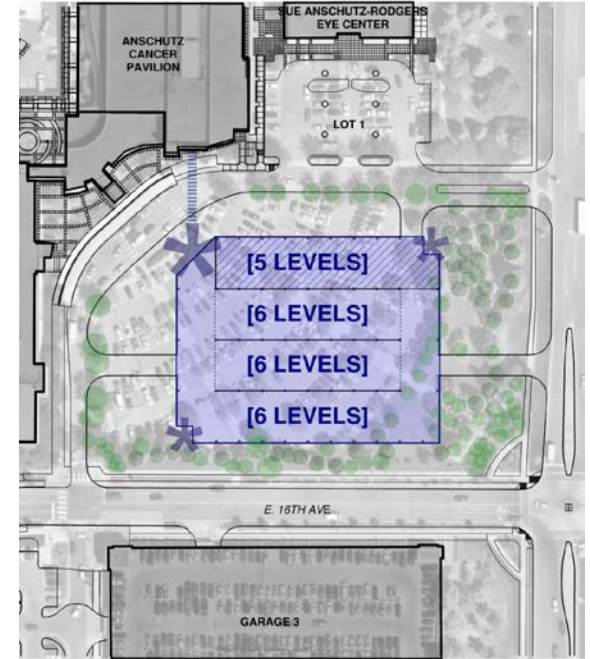 SUE ANSCHUTZ-RODGERS
EYE CENTER
ANSCHUTZ
CANCER
PAVILION
LOT 1
[5 LEVELS]
[6 LEVELS]
[6 LEVELS]
[6 LEVELS]
E. 16TH AVE
GARAGE 3